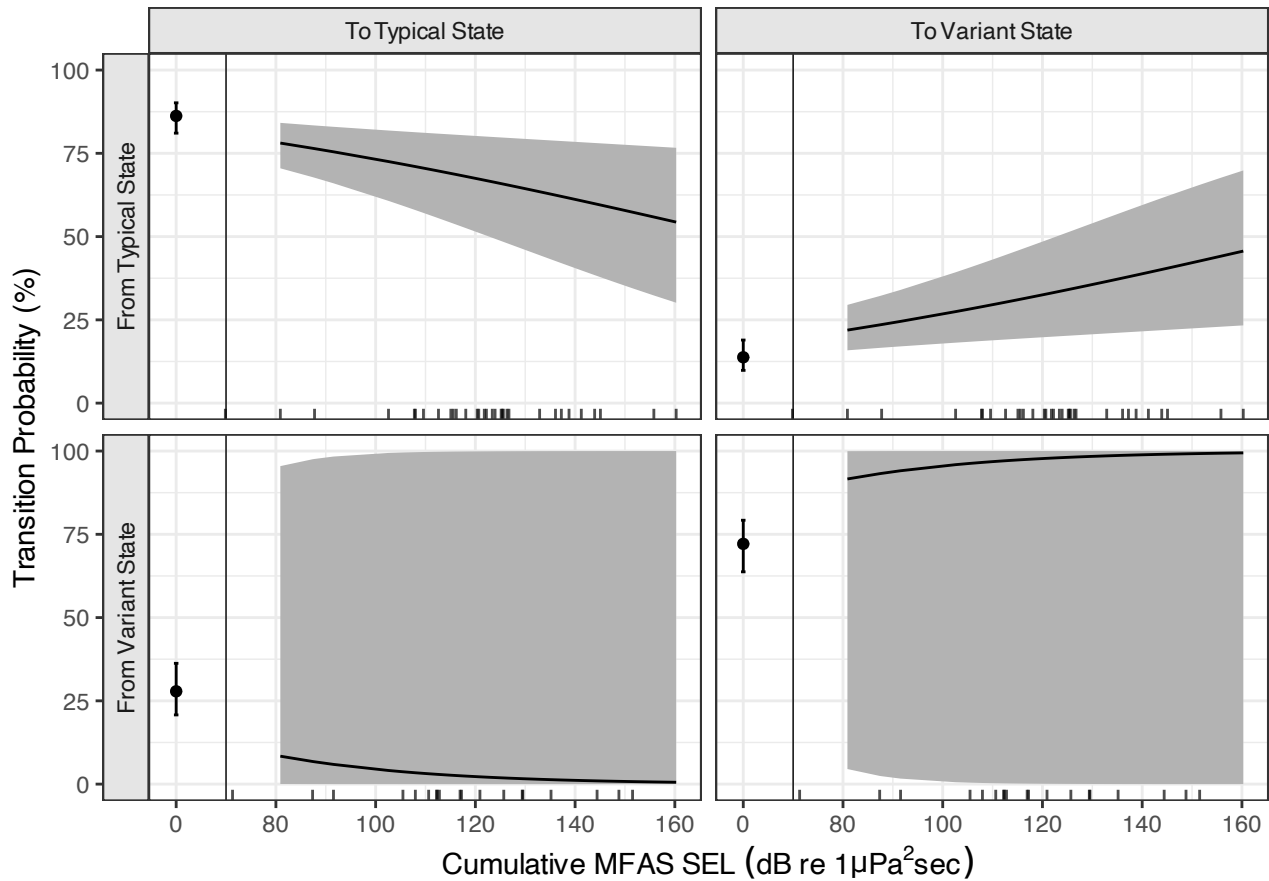 To Typical State
To Variant State
Transition Probability (%)
From Typical State
100
75
50
25
0
From Variant State
100
75
50
25
0
0 80 100 120 140 160
0 80 100 120 140 160
Cumulative MFAS SEL (dB re 1μPa²sec)